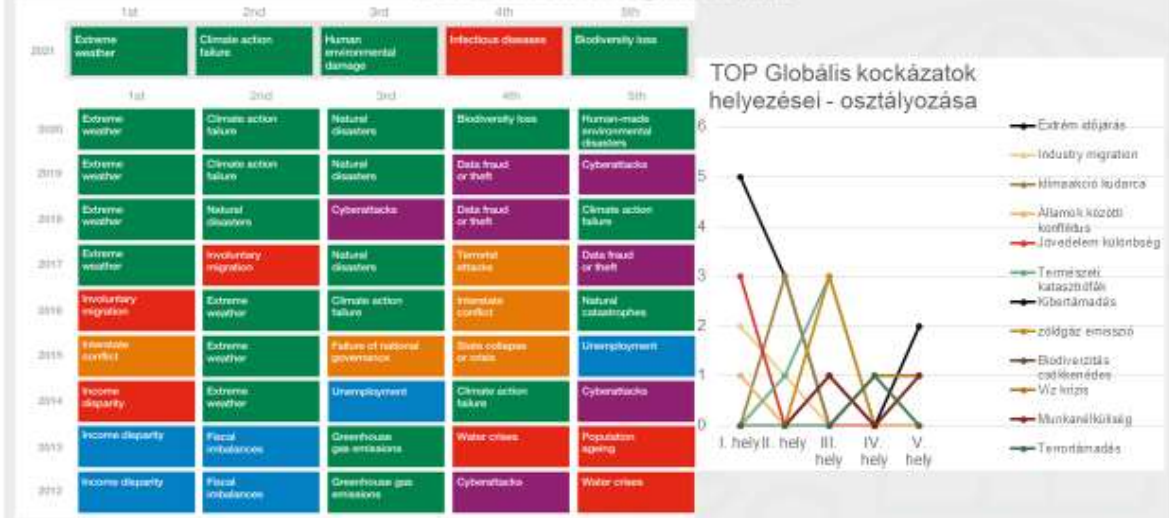 1st 2nd 3rd 4th 5th
2021
Extreme
weather
Climate action
failure
Human
environmental
damage
Infectious diseases
Biodiversity loss
1st 2nd 3rd 4th 5th
2020
Extreme
weather
Climate action
failure
Natural
disasters
Biodiversity loss
Human-made
environmental
disasters
2019
Extreme
weather
Climate action
failure
Natural
disasters
Data fraud
or theft
Cyberattacks
2018
Extreme
weather
Natural
disasters
Cyberattacks
Data fraud
or theft
Climate action
failure
2017
Extreme
weather
Involuntary
migration
Natural
disasters
Terrorist
attacks
Data fraud
or theft
2016
Involuntary
migration
Extreme
weather
Climate action
failure
Interstate
conflict
Natural
catastrophes
2015
Interstate
conflict
Extreme
weather
Failure of national
governance
State collapse
or crisis
Unemployment
2014
Income
disparity
Extreme
weather
Unemployment
Climate action
failure
Cyberattacks
2013
Income disparity
Fiscal
imbalances
Greenhouse
gas emissions
Water crises
Population
ageing
2012
Income disparity
Fiscal
imbalances
Greenhouse gas
emissions
Cyberattacks
Water crises
TOP Globális kockázatok
helyezései - osztályozása
6
5
4
3
2
1
0
I. hely II. hely III. hely IV. hely V. hely
Extrém időjárás
Industry migration
klímaakció kudarca
Államok közötti
konfliktus
Jövedelem különbség
Természeti
katasztrófák
Kibertámadás
zöldgáz emisszió
Biodiverzitás
csökkenédes
Víz krízis
Munkanélküliség
Terrortámadás